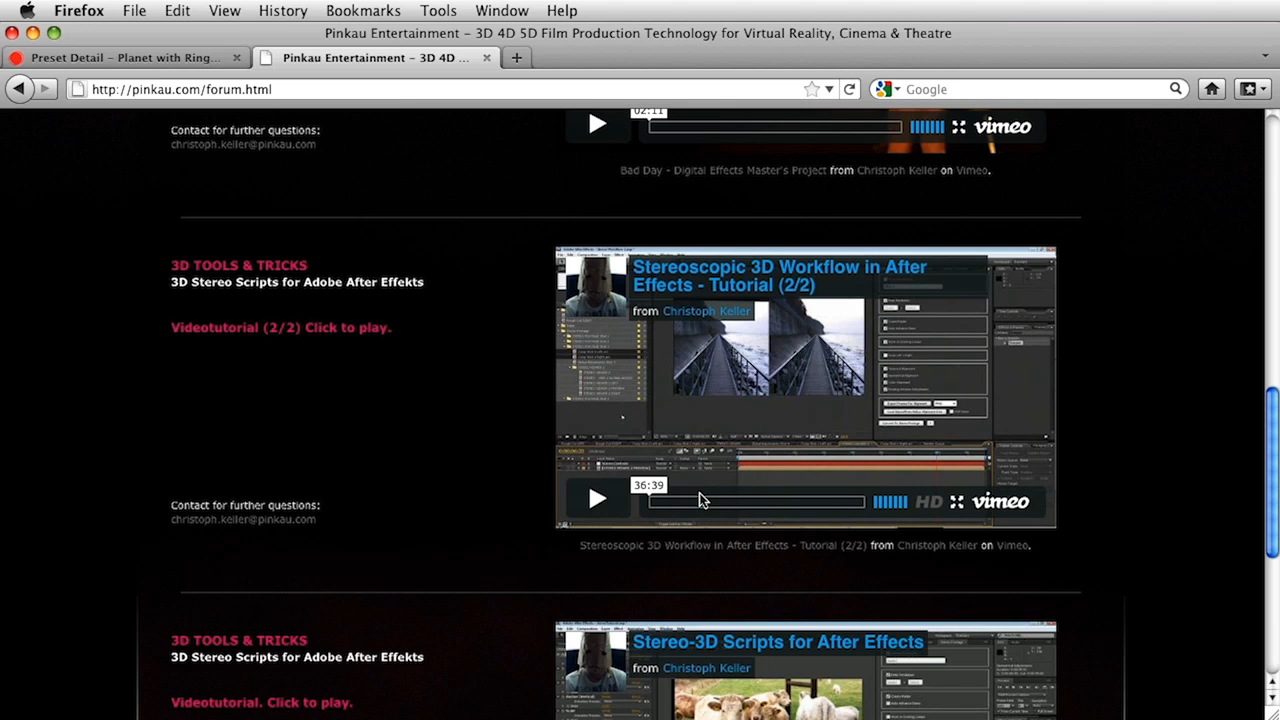 Firefox File Edit View History Bookmarks Tools Window Help
Pinkau Entertainment – 3D 4D 5D Film Production Technology for Virtual Reality, Cinema & Theatre
Preset Detail – Planet with Ring...
Pinkau Entertainment – 3D 4D ...
http://pinkau.com/forum.html
Google
02:11
vimeo
Contact for further questions:
christoph.keller@pinkau.com
Bad Day - Digital Effects Master's Project from Christoph Keller on Vimeo.
3D TOOLS & TRICKS
3D Stereo Scripts for Adobe After Effekts
Videotutorial (2/2) Click to play.
Stereoscopic 3D Workflow in After
Effects - Tutorial (2/2)
from Christoph Keller
36:39
HD vimeo
Contact for further questions:
christoph.keller@pinkau.com
Stereoscopic 3D Workflow in After Effects - Tutorial (2/2) from Christoph Keller on Vimeo.
3D TOOLS & TRICKS
3D Stereo Scripts for Adobe After Effekts
Videotutorial. Click to play.
Stereo-3D Scripts for After Effects
from Christoph Keller